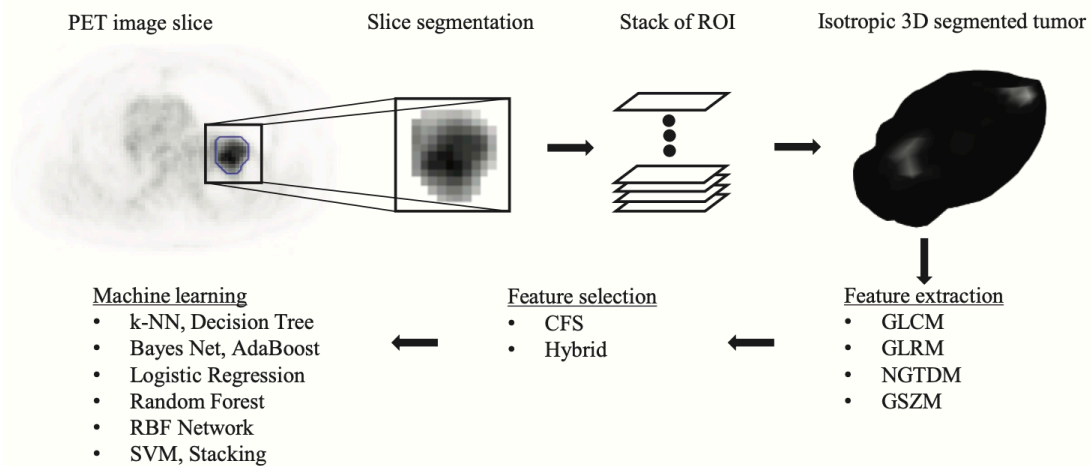 PET image slice
Slice segmentation
Stack of ROI
Isotropic 3D segmented tumor
Machine learning
• k-NN, Decision Tree
• Bayes Net, AdaBoost
• Logistic Regression
• Random Forest
• RBF Network
• SVM, Stacking
Feature selection
• CFS
• Hybrid
Feature extraction
• GLCM
• GLRM
• NGTDM
• GSZM